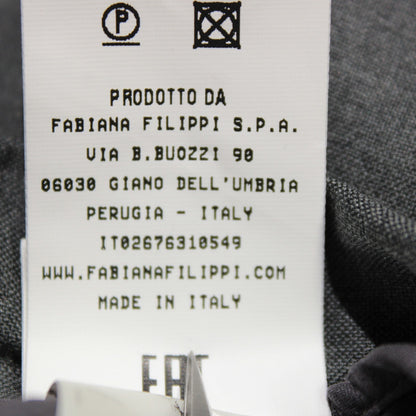 P
PRODOTTO DA
FABIANA FILIPPI S.P.A.
VIA B.BUOZZI 90
06030 GIANO DELL'UMBRIA
PERUGIA - ITALY
IT02676310549
WWW.FABIANAFILIPPI.COM
MADE IN ITALY
EAC